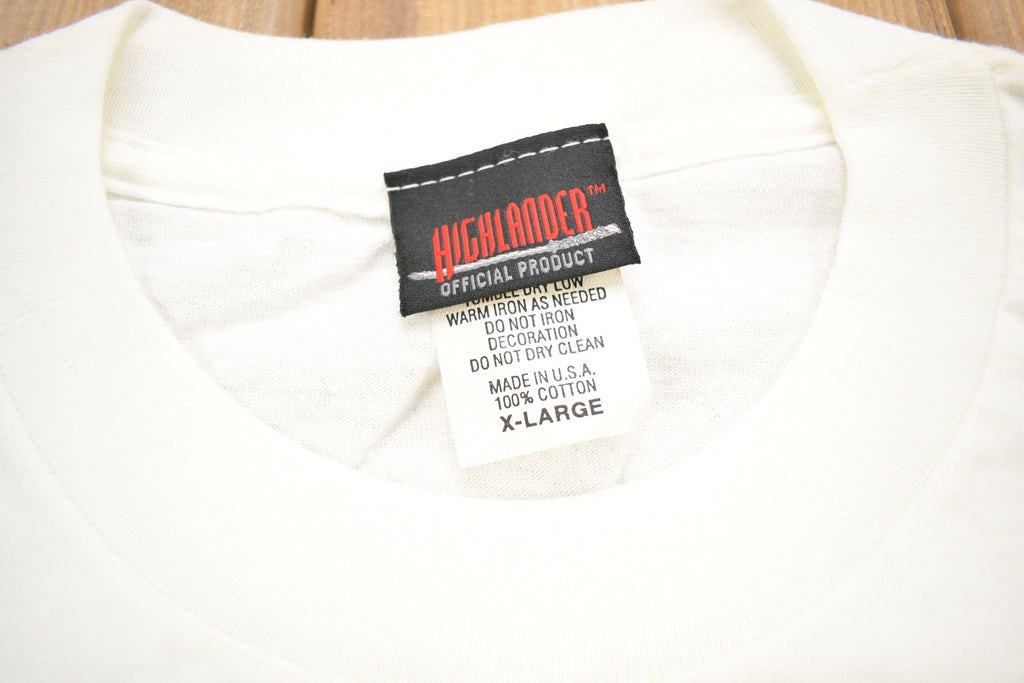 HIGHLANDER™
OFFICIAL PRODUCT
TUMBLE DRY LOW
WARM IRON AS NEEDED
DO NOT IRON
DECORATION
DO NOT DRY CLEAN
MADE IN U.S.A.
100% COTTON
X-LARGE